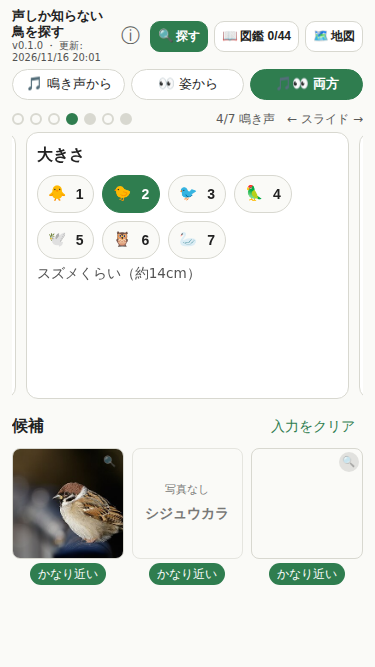 声しか知らない
鳥を探す
v0.1.0 · 更新:
2026/11/16 20:01
ⓘ
🔍 探す
📖 図鑑 0/44
🗺️ 地図
🎵 鳴き声から
👀 姿から
🎵👀 両方
4/7 鳴き声 ← スライド →
大きさ
🐥 1
🐤 2
🐦 3
🦜 4
🕊️ 5
🦉 6
🦢 7
スズメくらい（約14cm）
候補
入力をクリア
写真なし
シジュウカラ
かなり近い
かなり近い
かなり近い